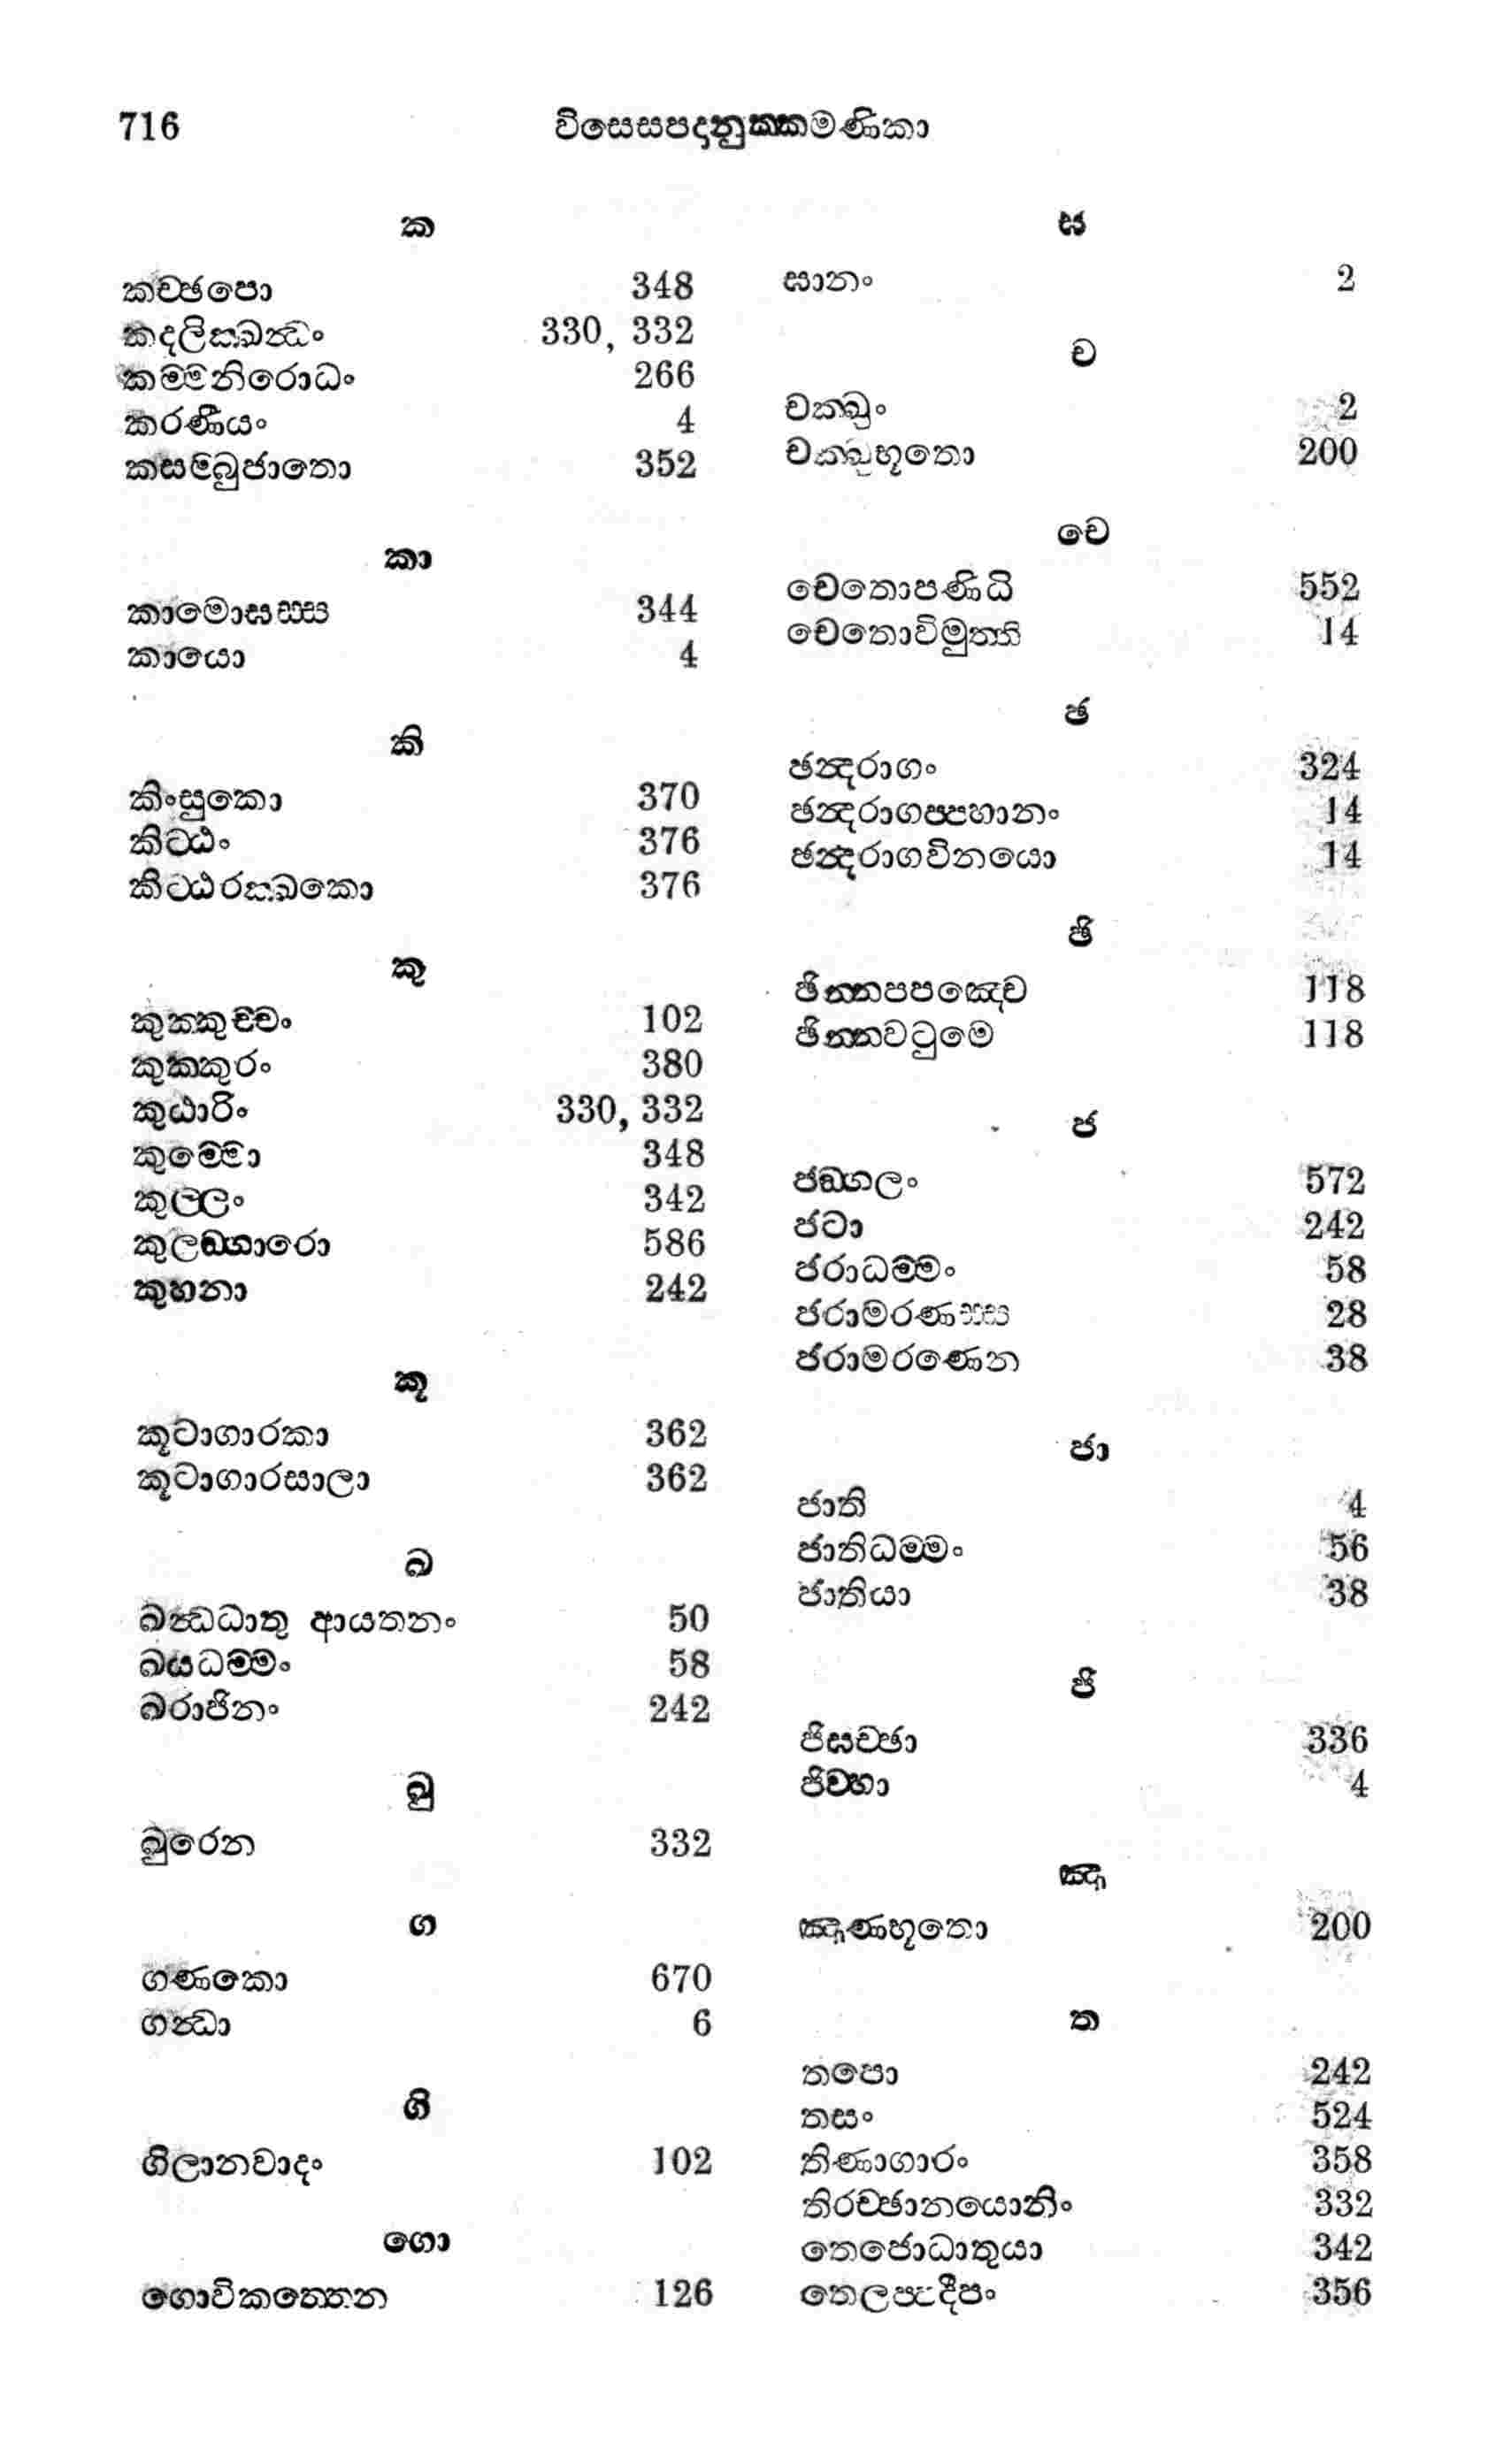 716 විසෙසපදානුක්කමණිකා
ක
කච්ඡපො 348
කදලික්ඛන්ධං 330, 332
කම්මනිරොධං 266
කරණීයං 4
කසම්බුජාතො 352
කා
කාමොඝස්ස 344
කායො 4
කි
කිංසුකො 370
කිට්ඨං 376
කිට්ඨරක්ඛකො 376
කු
කුක්කුච්චං 102
කුක්කුරං 380
කුඨාරිං 330, 332
කුම්මො 348
කුල්ලං 342
කුලඞ්ගාරො 586
කුහනා 242
කූ
කූටාගාරකා 362
කූටාගාරසාලා 362
ඛ
ඛන්ධධාතු ආයතනං 50
ඛයධම්මං 58
ඛරාජිනං 242
ඛු
ඛුරෙන 332
ග
ගණකො 670
ගන්ධා 6
ගි
ගිලානවාදං 102
ගො
ගොවිකත්තෙන 126
ඝ
ඝානං 2
ච
චක්ඛුං 2
චක්ඛුභූතො 200
චෙ
චෙතොපණිධි 552
චෙතොවිමුත්ති 14
ඡ
ඡන්දරාගං 324
ඡන්දරාගප්පහානං 14
ඡන්දරාගවිනයො 14
ඡි
ඡින්නපපඤ්චෙ 118
ඡින්නවටුමෙ 118
ජ
ජඞ්ගලං 572
ජටා 242
ජරාධම්මං 58
ජරාමරණස්ස 28
ජරාමරණෙන 38
ජා
ජාති 4
ජාතිධම්මං 56
ජාතියා 38
ජි
ජිඝච්ඡා 336
ජිව්හා 4
ඤා
ඤාණභූතො 200
ත
තපො 242
තසං 524
තිණාගාරං 358
තිරච්ඡානයොනිං 332
තෙජොධාතුයා 342
තෙලප්පදීපං 356